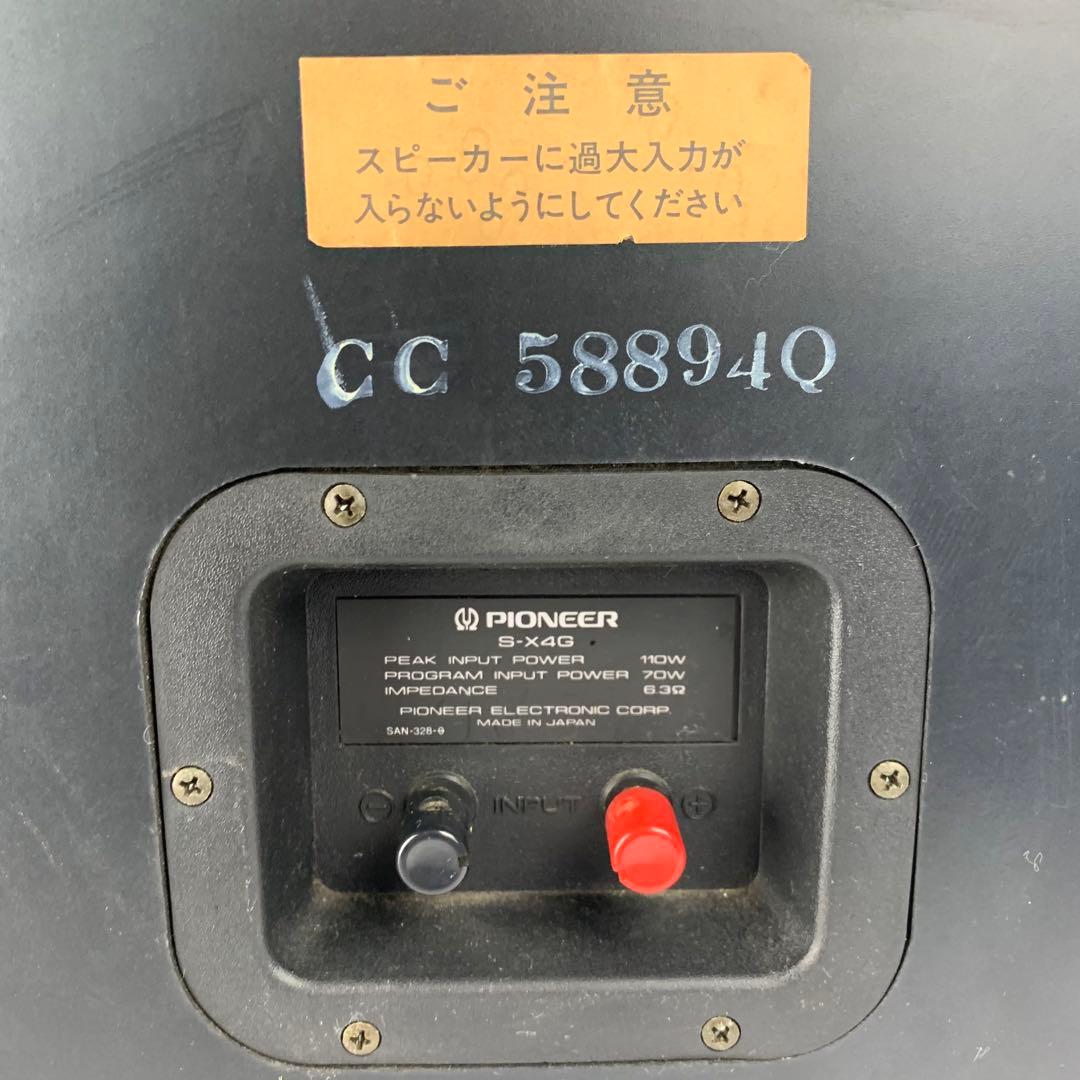 ご注意
スピーカーに過大入力が
入らないようにしてください
CC 58894Q
PIONEER
S-X4G
PEAK INPUT POWER 110W
PROGRAM INPUT POWER 70W
IMPEDANCE 6.3Ω
PIONEER ELECTRONIC CORP.
MADE IN JAPAN
SAN-328-θ
⊖ INPUT ⊕